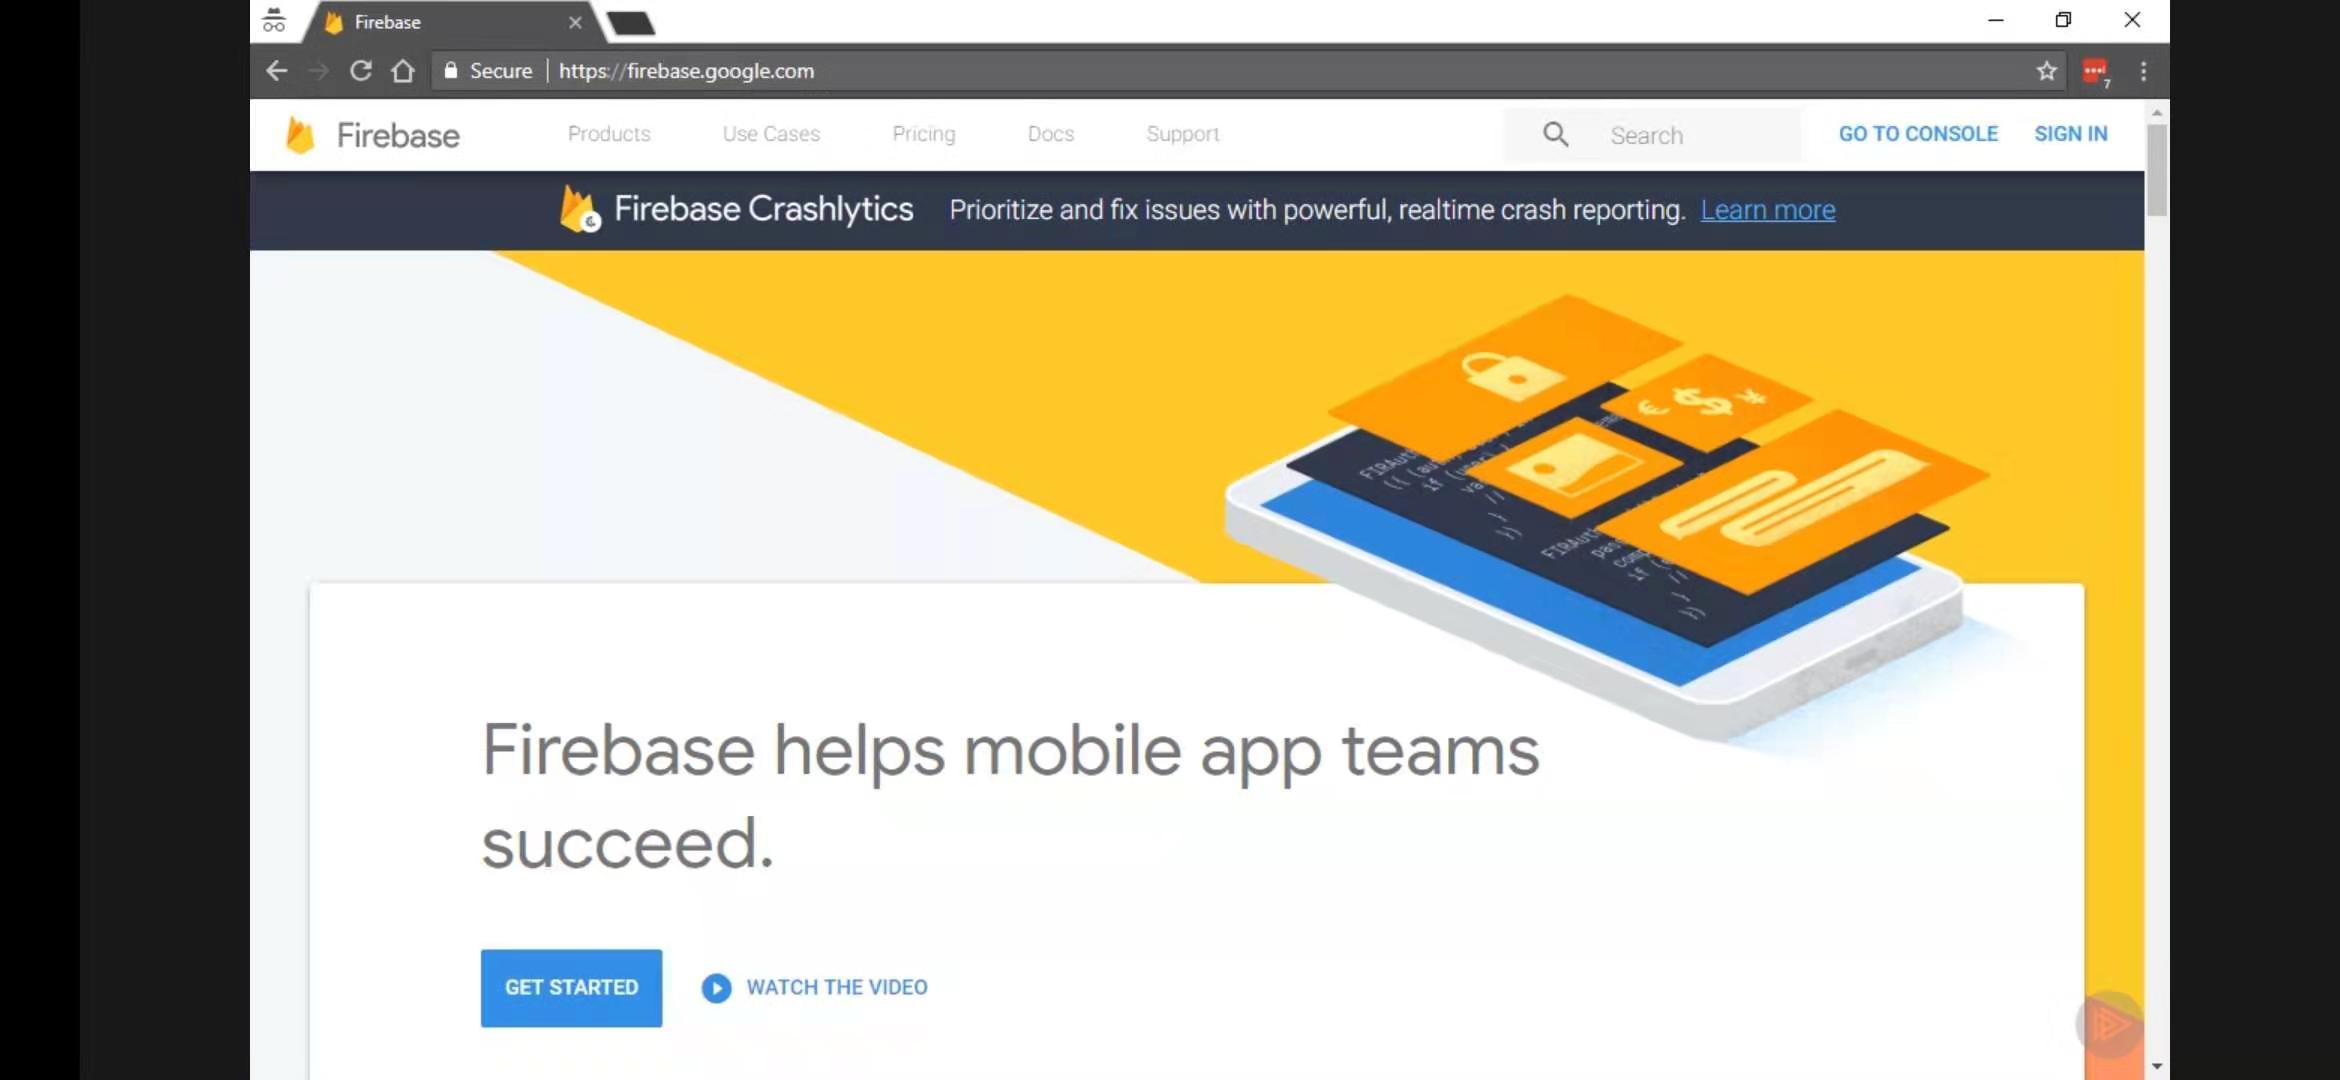 Firebase
Secure https://firebase.google.com
7
Firebase Products Use Cases Pricing Docs Support Search GO TO CONSOLE SIGN IN
Firebase Crashlytics Prioritize and fix issues with powerful, realtime crash reporting. Learn more
Firebase helps mobile app teams
succeed.
GET STARTED WATCH THE VIDEO